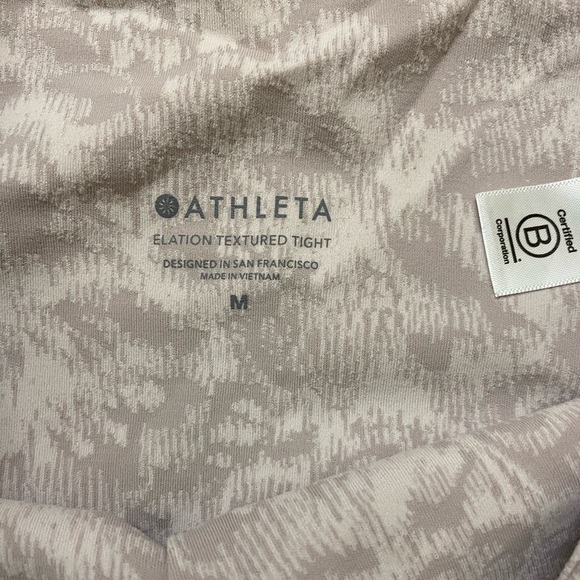 ATHLETA
ELATION TEXTURED TIGHT
DESIGNED IN SAN FRANCISCO
MADE IN VIETNAM
M
Certified
B
Corporation